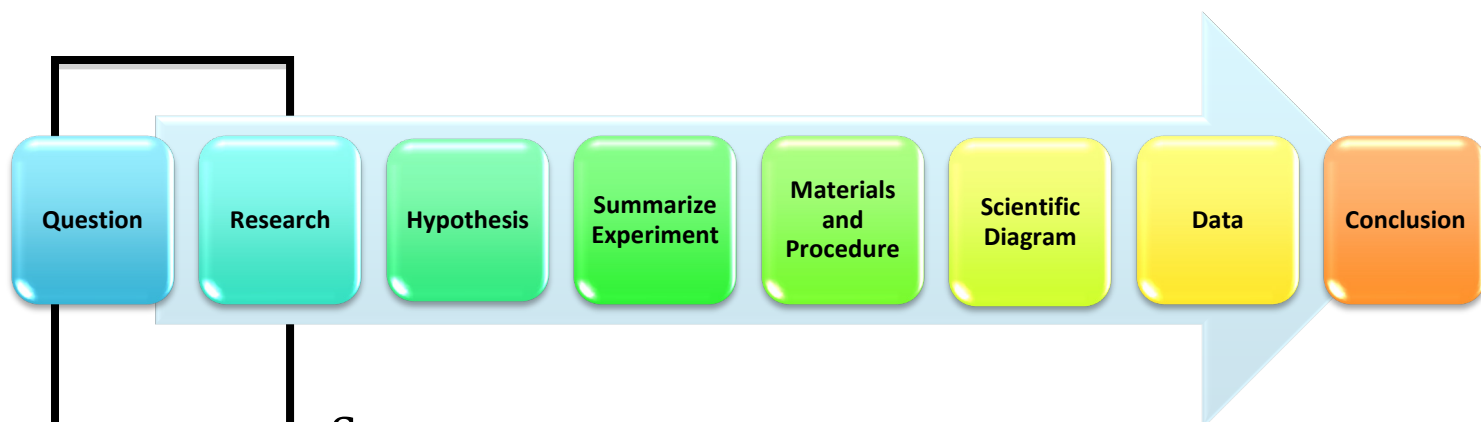 Question
Research
Hypothesis
Summarize
Experiment
Materials
and
Procedure
Scientific
Diagram
Data
Conclusion